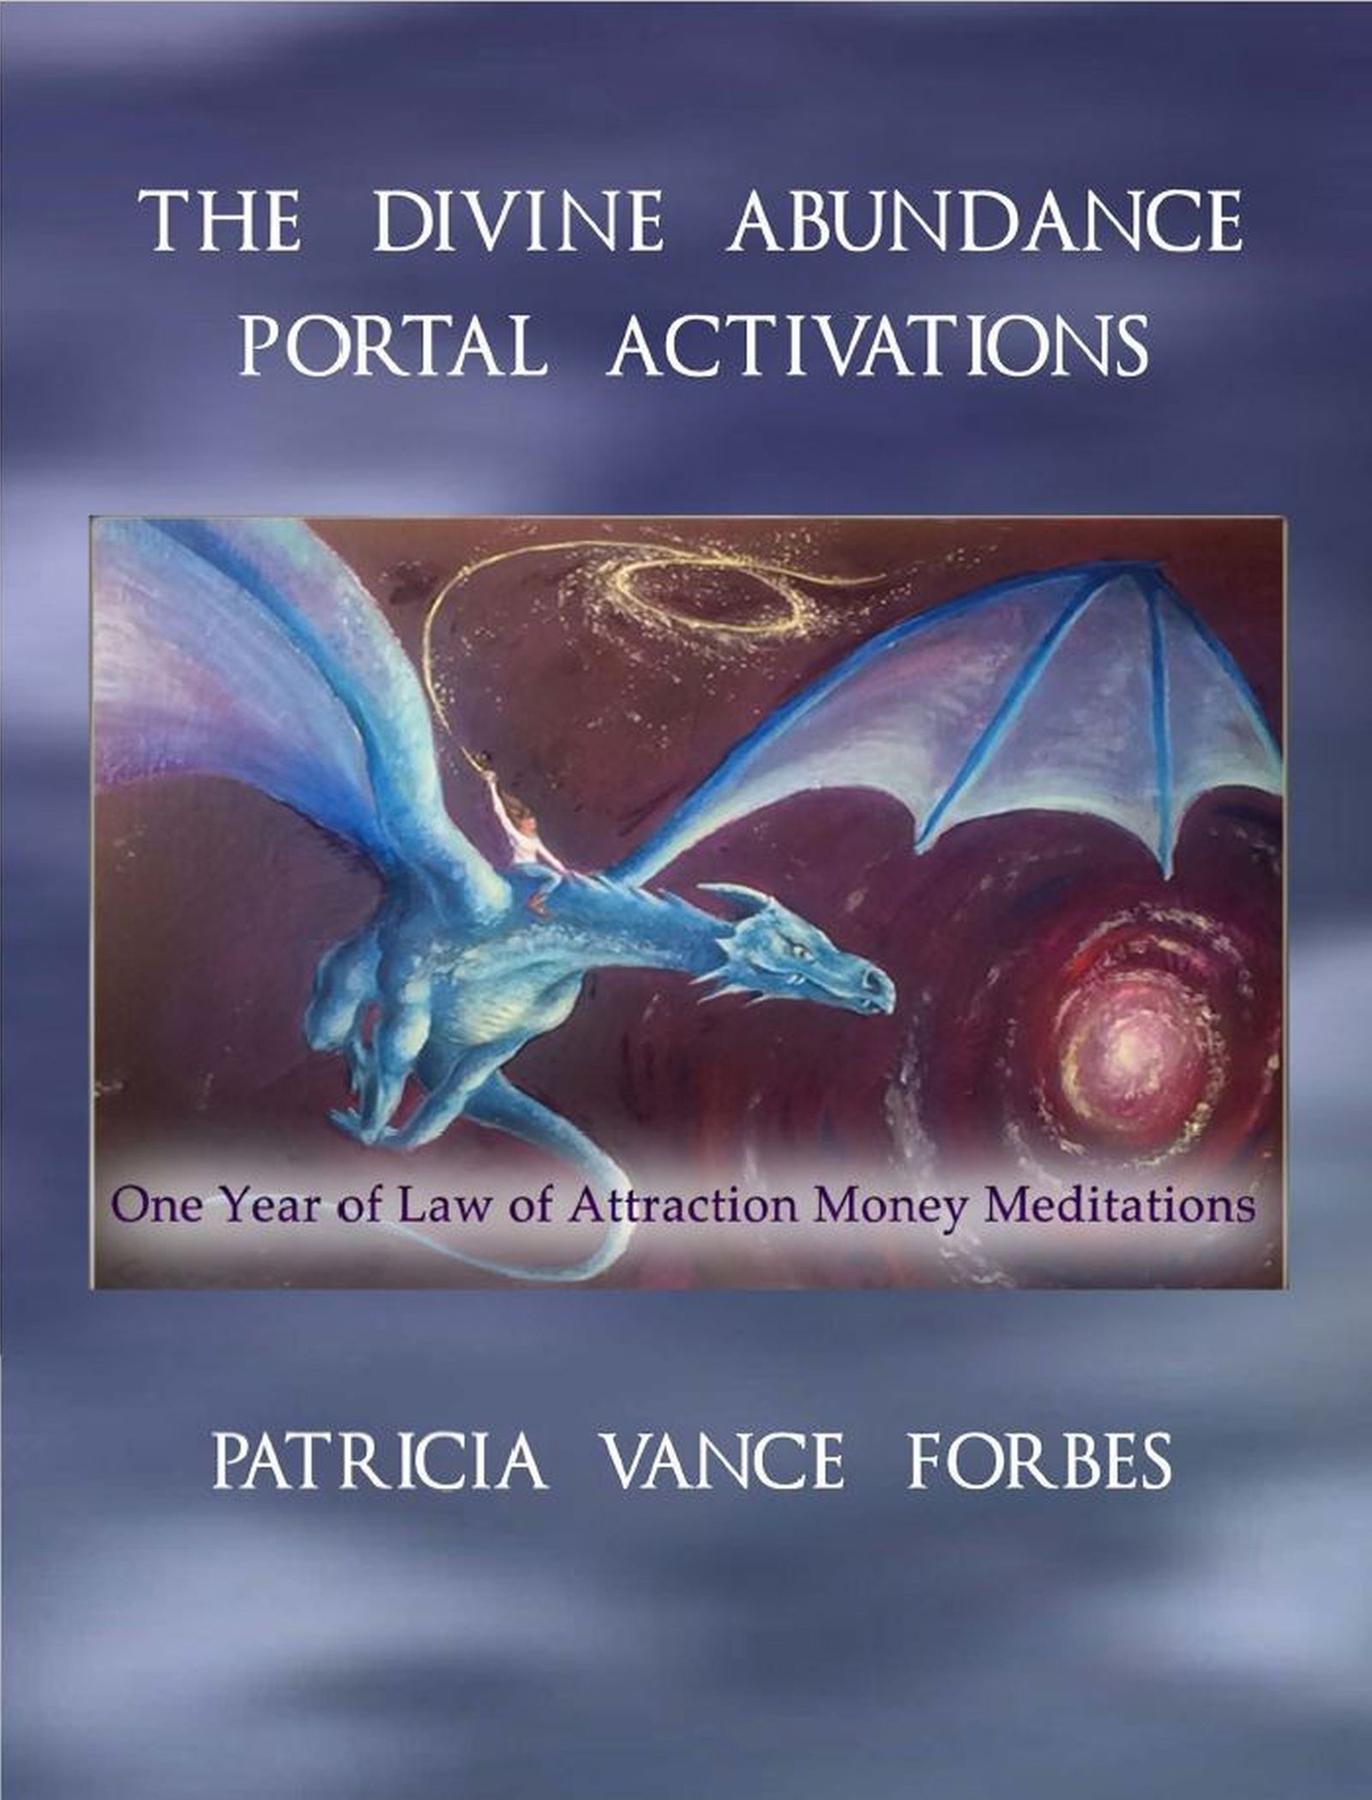 THE DIVINE ABUNDANCE
PORTAL ACTIVATIONS
One Year of Law of Attraction Money Meditations
PATRICIA VANCE FORBES